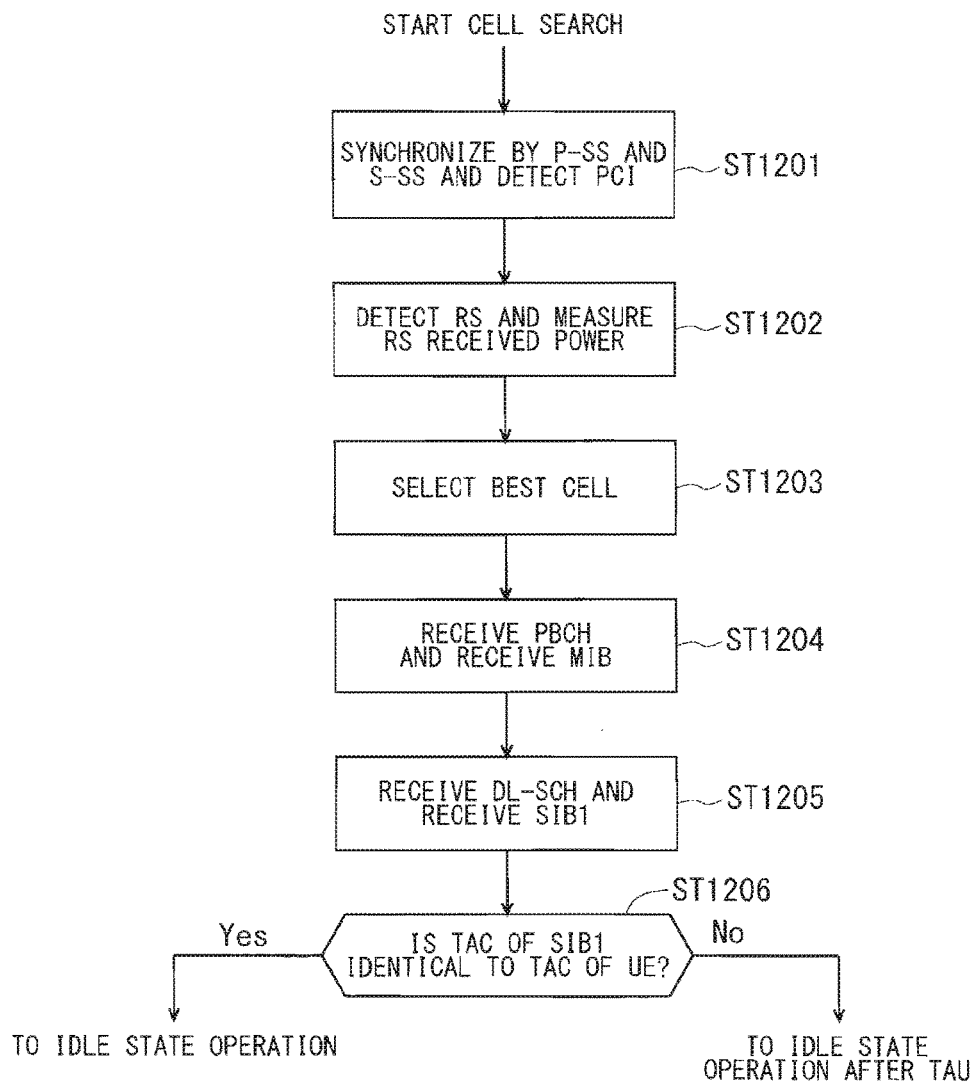 START CELL SEARCH
SYNCHRONIZE BY P-SS AND
S-SS AND DETECT PCI
ST1201
DETECT RS AND MEASURE
RS RECEIVED POWER
ST1202
SELECT BEST CELL
ST1203
RECEIVE PBCH
AND RECEIVE MIB
ST1204
RECEIVE DL-SCH AND
RECEIVE SIB1
ST1205
ST1206
Yes
IS TAC OF SIB1
IDENTICAL TO TAC OF UE?
No
TO IDLE STATE OPERATION
TO IDLE STATE
OPERATION AFTER TAU